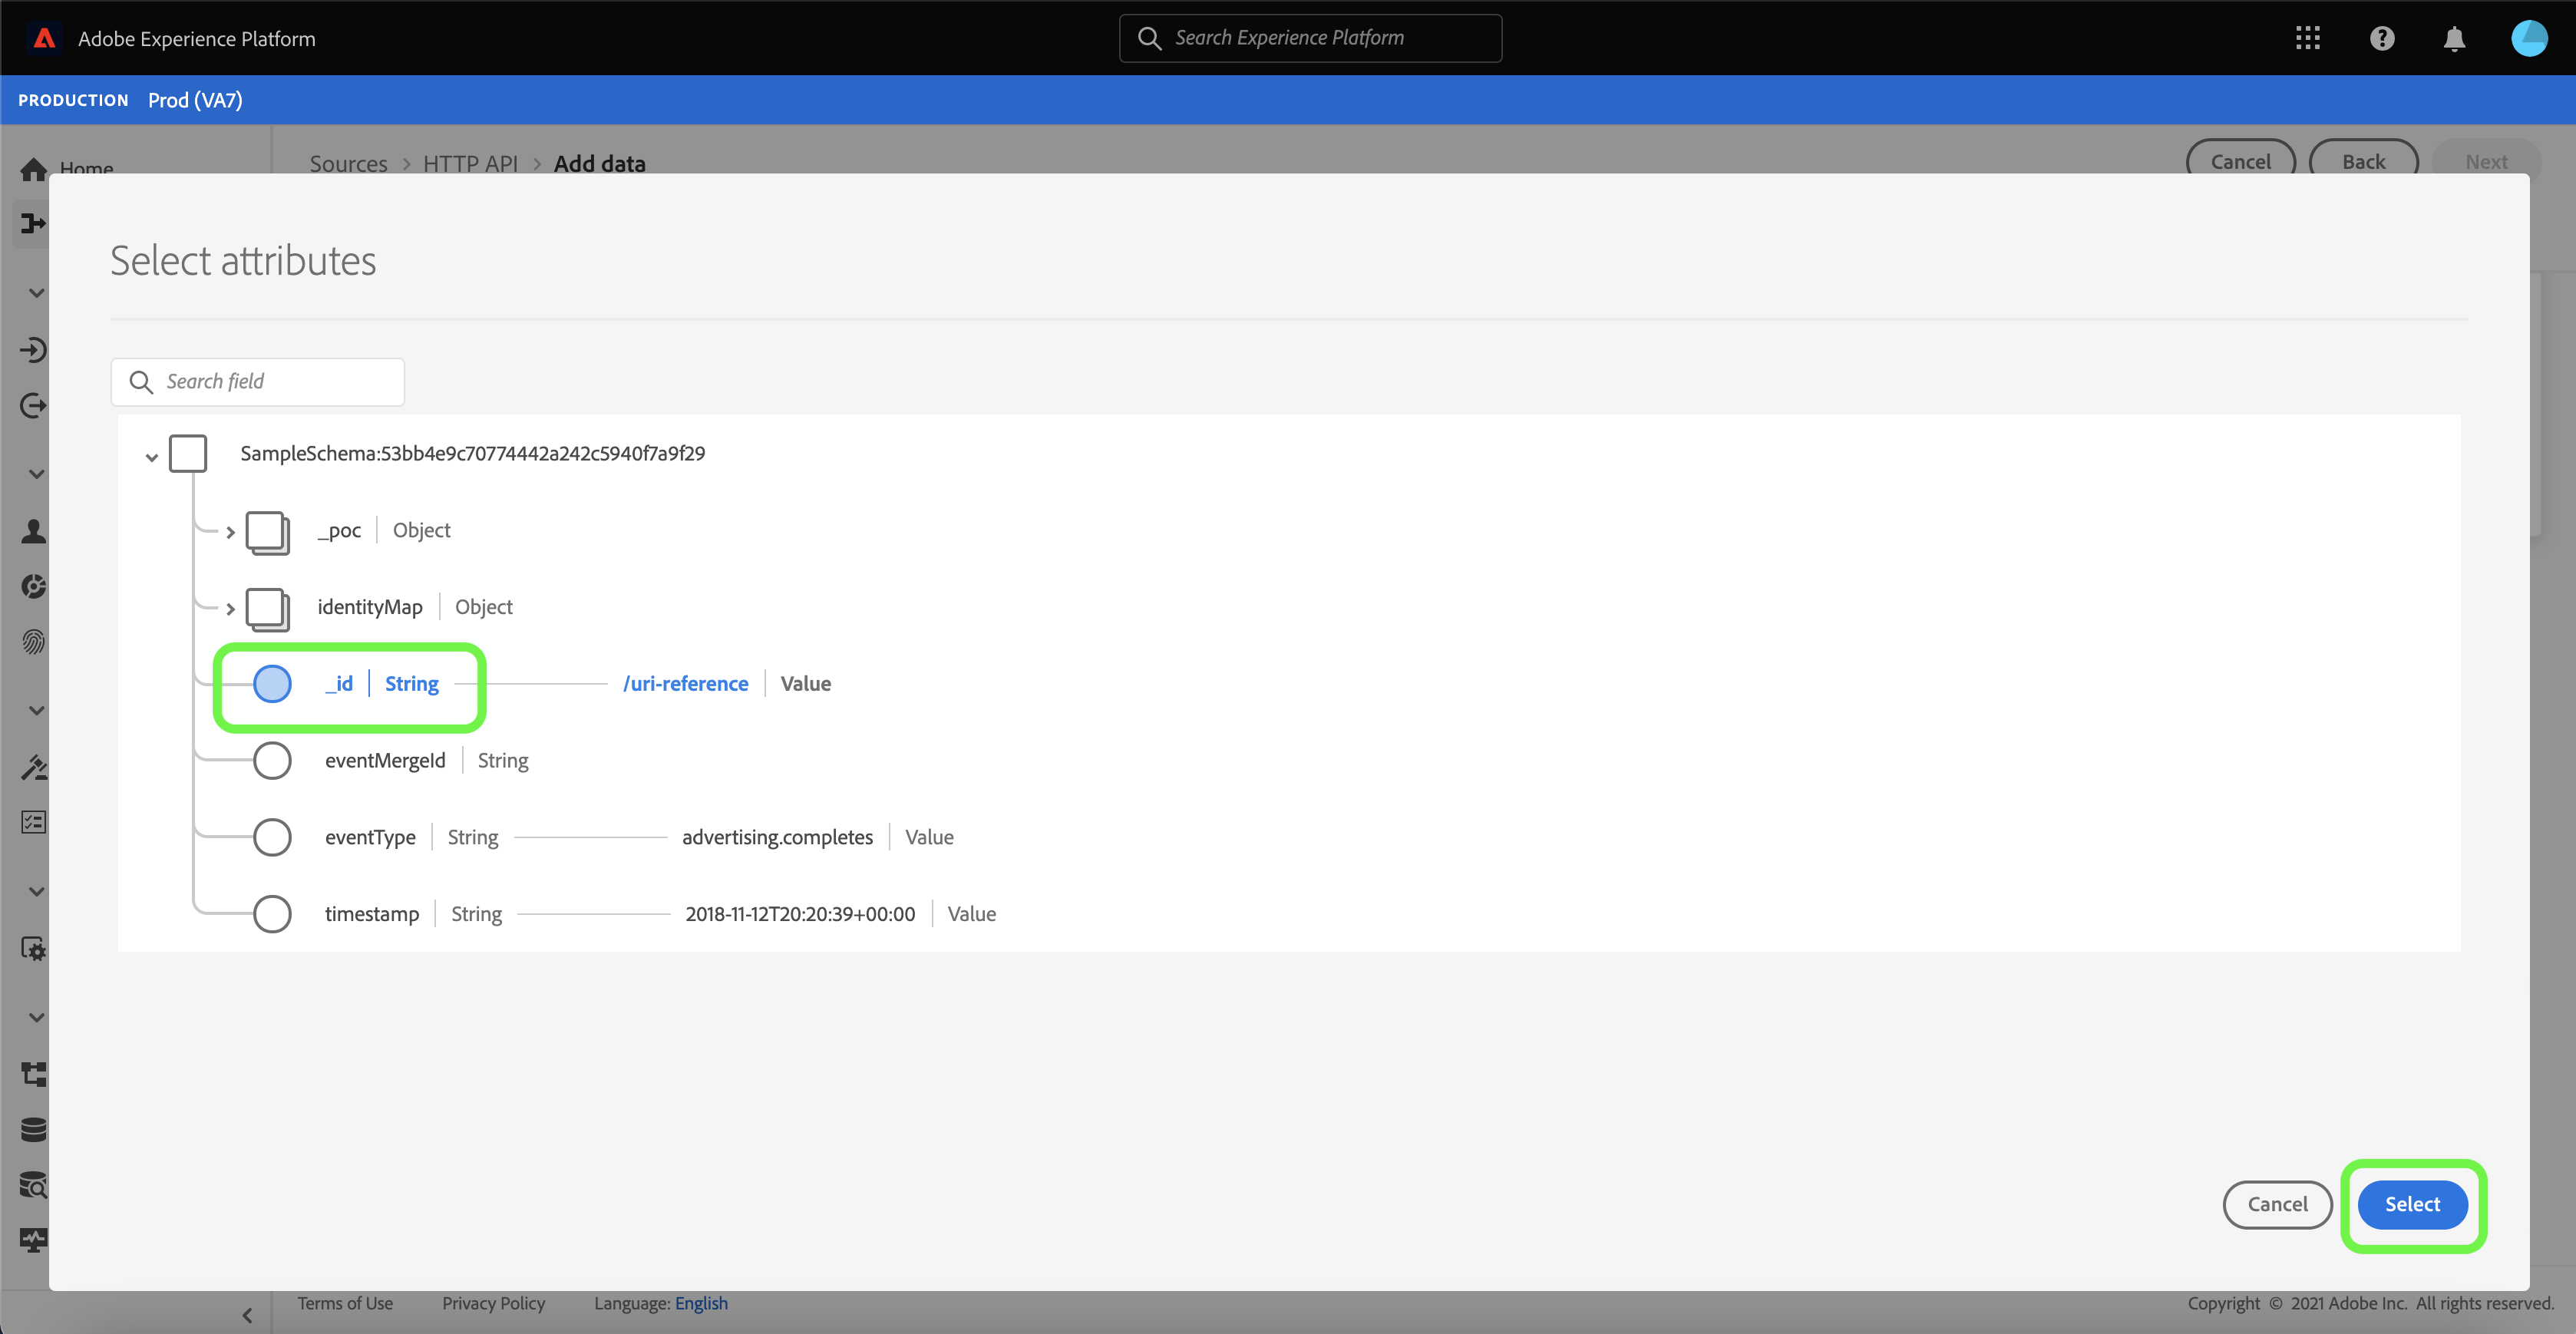 Adobe Experience Platform
Search Experience Platform
PRODUCTION Prod (VA7)
Home
Sources > HTTP API > Add data
Cancel Back Next
Select attributes
Search field
SampleSchema:53bb4e9c70774442a242c5940f7a9f29
_poc | Object
identityMap | Object
_id | String /uri-reference | Value
eventMergeId | String
eventType | String advertising.completes | Value
timestamp | String 2018-11-12T20:20:39+00:00 | Value
Cancel Select
Terms of Use Privacy Policy Language: English
Copyright © 2021 Adobe Inc. All rights reserved.